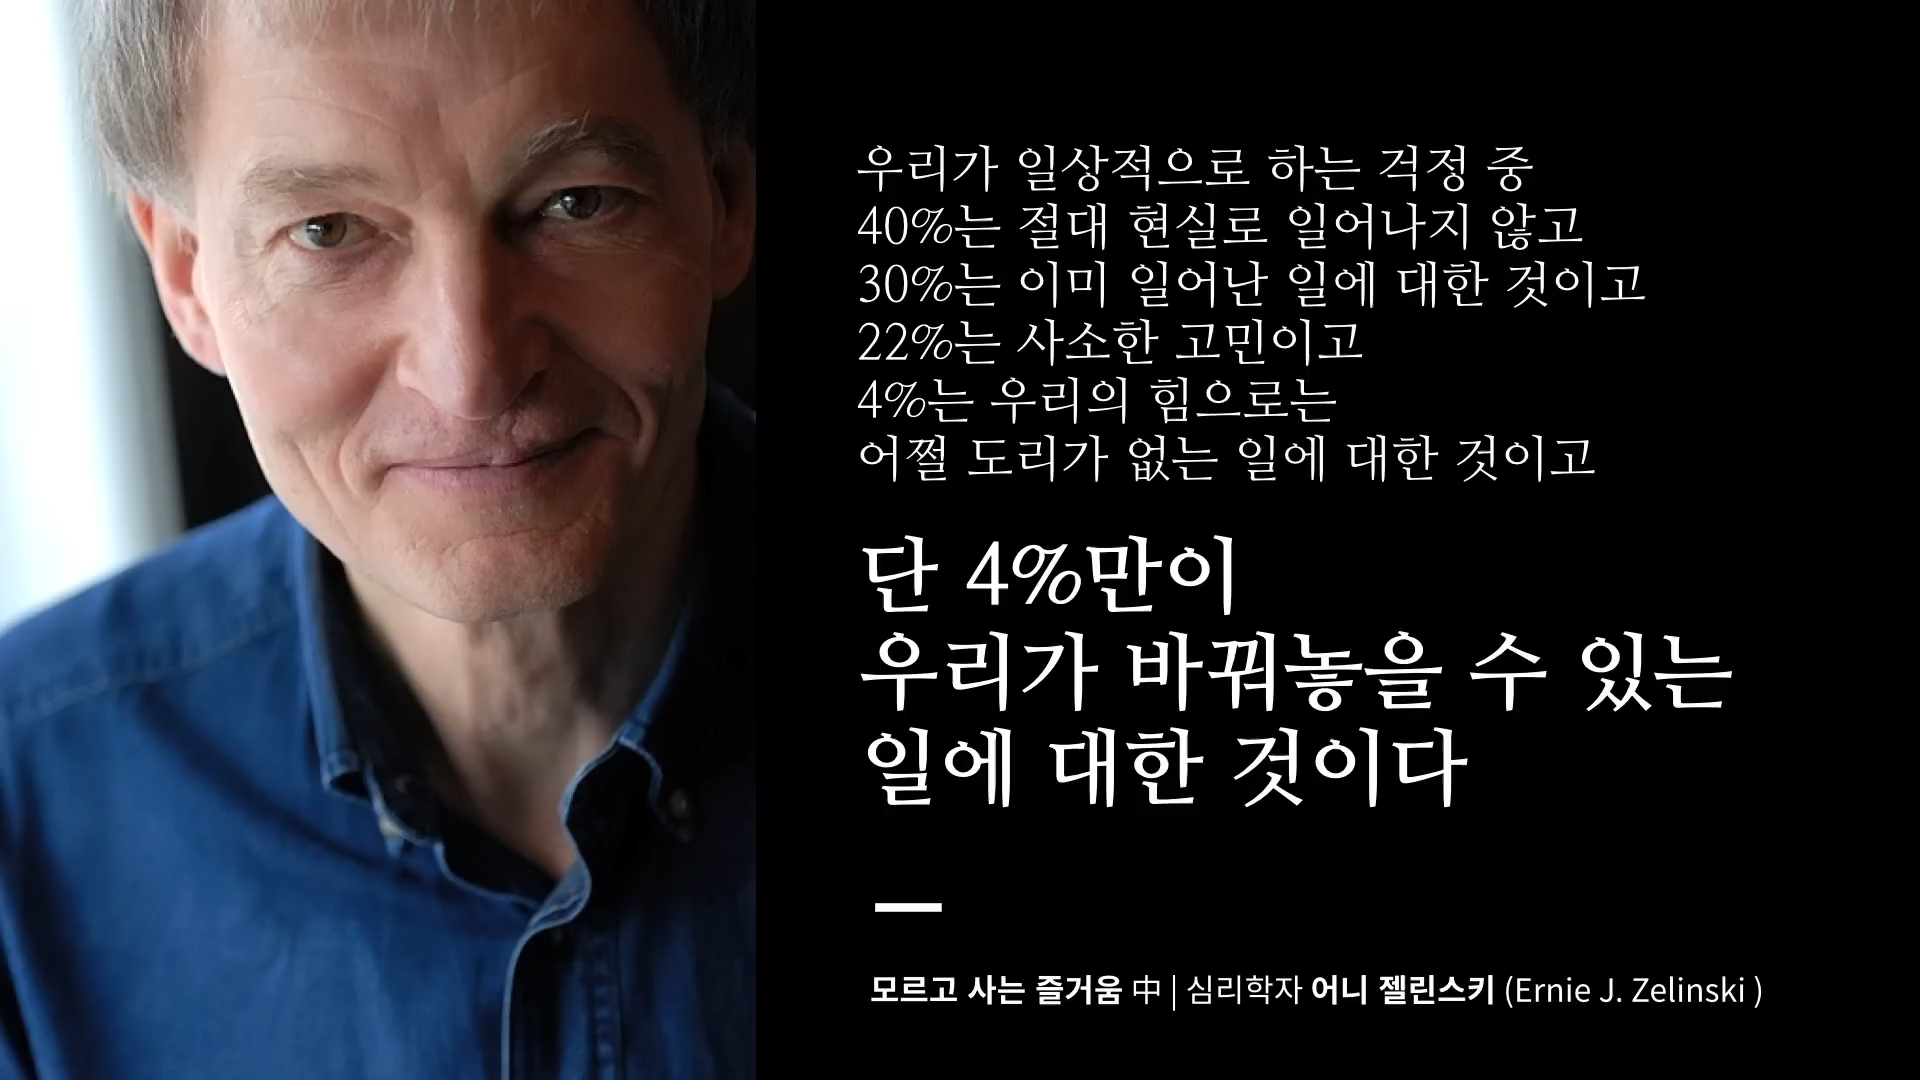 우리가 일상적으로 하는 걱정 중
40%는 절대 현실로 일어나지 않고
30%는 이미 일어난 일에 대한 것이고
22%는 사소한 고민이고
4%는 우리의 힘으로는
어쩔 도리가 없는 일에 대한 것이고
단 4%만이
우리가 바꿔놓을 수 있는
일에 대한 것이다
모르고 사는 즐거움 中 | 심리학자 어니 젤린스키 (Ernie J. Zelinski )